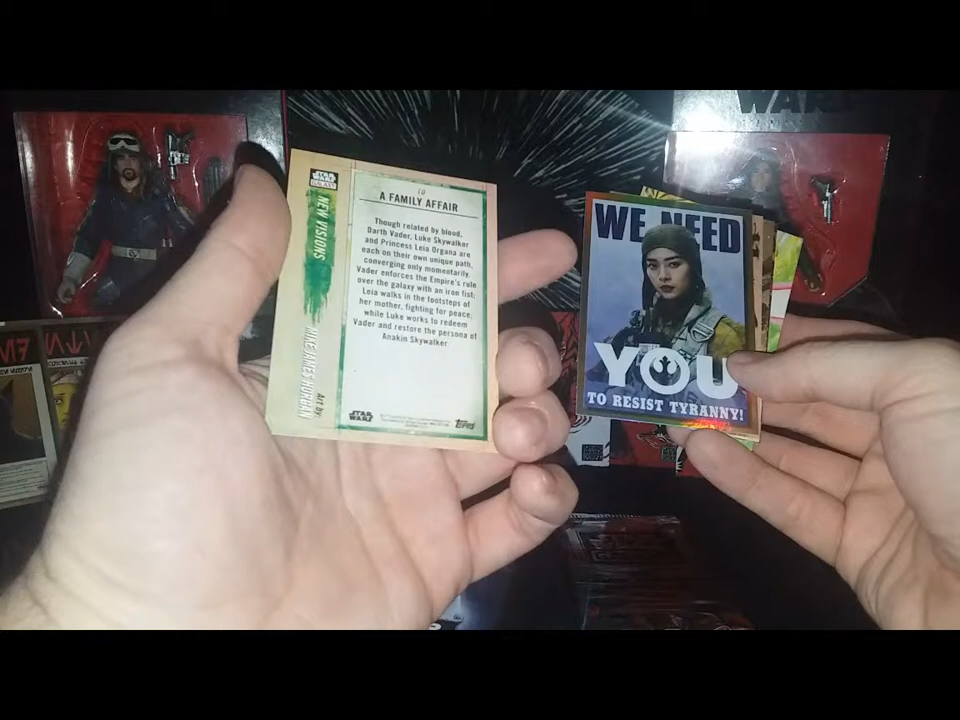 STAR WARS
GALAXY
NEW VISIONS
Art by:
MIKE JAMES HORGAN
10
A FAMILY AFFAIR
Though related by blood,
Darth Vader, Luke Skywalker
and Princess Leia Organa are
each on their own unique path,
converging only momentarily.
Vader enforces the Empire's rule
over the galaxy with an iron fist;
Leia walks in the footsteps of
her mother, fighting for peace,
while Luke works to redeem
Vader and restore the persona of
Anakin Skywalker.
STAR WARS
Topps
WE NEED
YOU
TO RESIST TYRANNY!